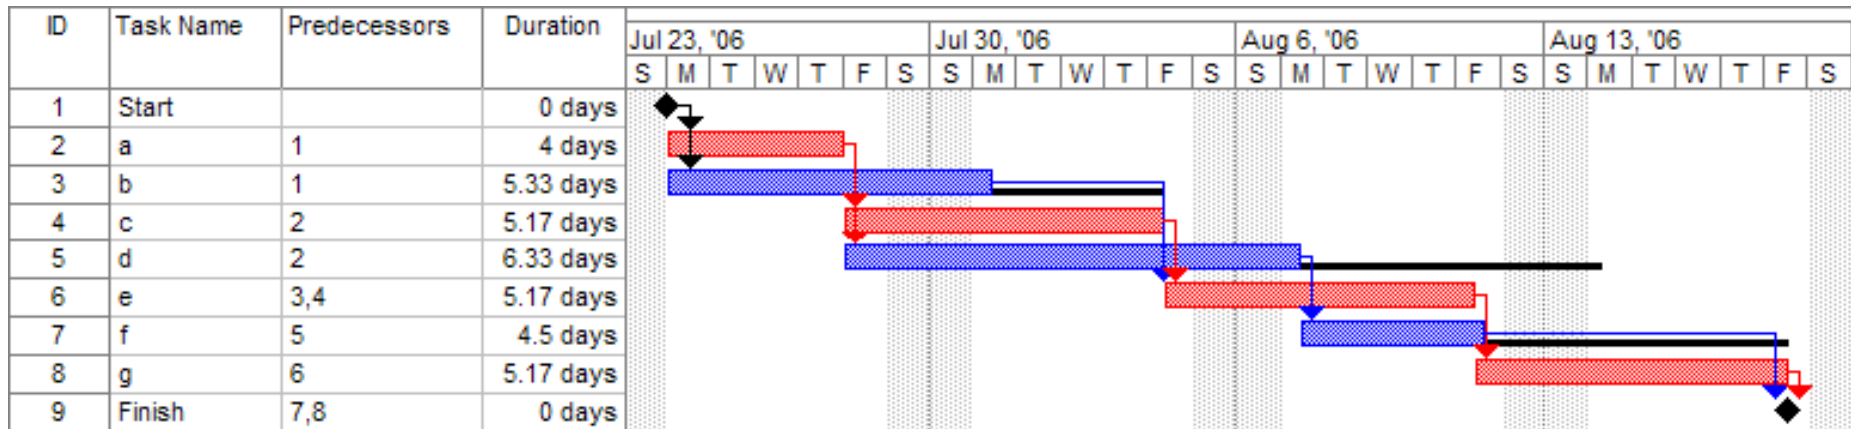 ID Task Name Predecessors Duration
Jul 23, '06 Jul 30, '06 Aug 6, '06 Aug 13, '06
S M T W T F S S M T W T F S S M T W T F S S M T W T F S
1 Start 0 days
2 a 1 4 days
3 b 1 5.33 days
4 c 2 5.17 days
5 d 2 6.33 days
6 e 3,4 5.17 days
7 f 5 4.5 days
8 g 6 5.17 days
9 Finish 7,8 0 days